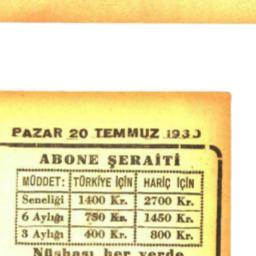 PAZAR 20 TEMMUZ 1930
ABONE ŞERAİTİ
MÜDDET: TÜRKİYE İÇİN HARİÇ İÇİN
Seneliği 1400 Kr. 2700 Kr.
6 Aylığı 750 Kr. 1450 Kr.
3 Aylığı 400 Kr. 800 Kr.
Nüshası her yerde